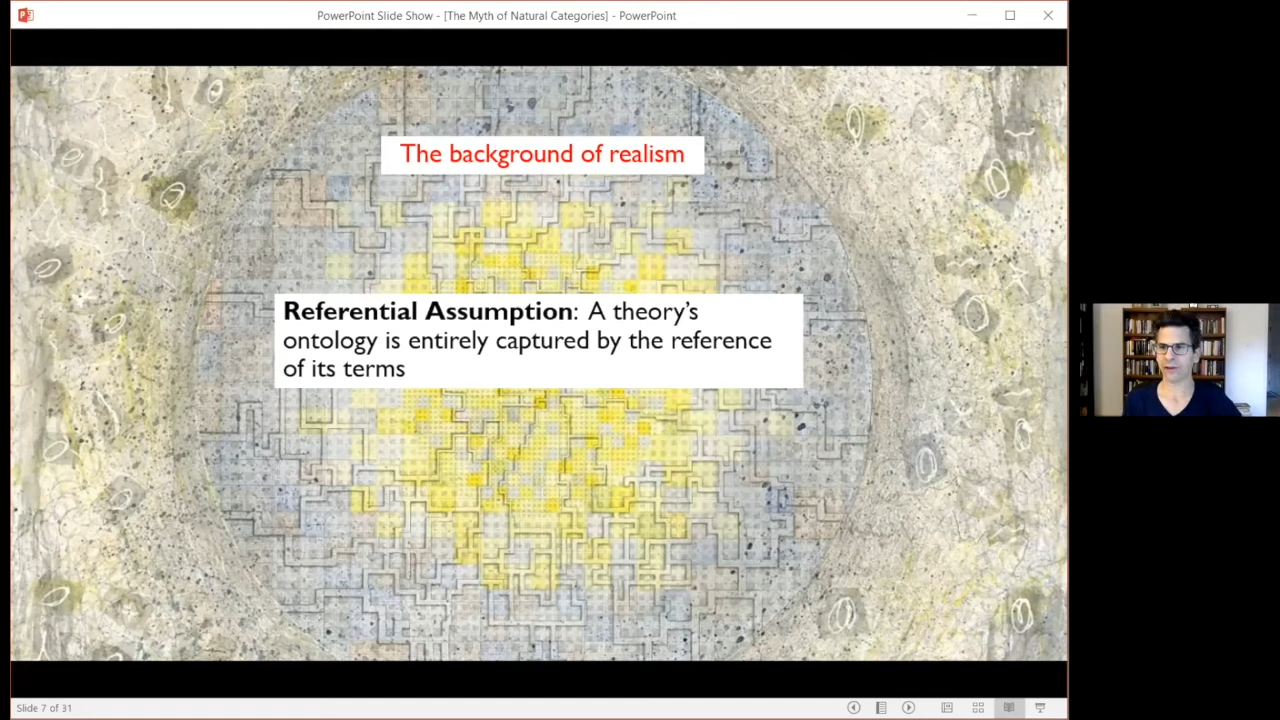 PowerPoint Slide Show - [The Myth of Natural Categories] - PowerPoint
The background of realism
Referential Assumption: A theory's
ontology is entirely captured by the reference
of its terms
Slide 7 of 31